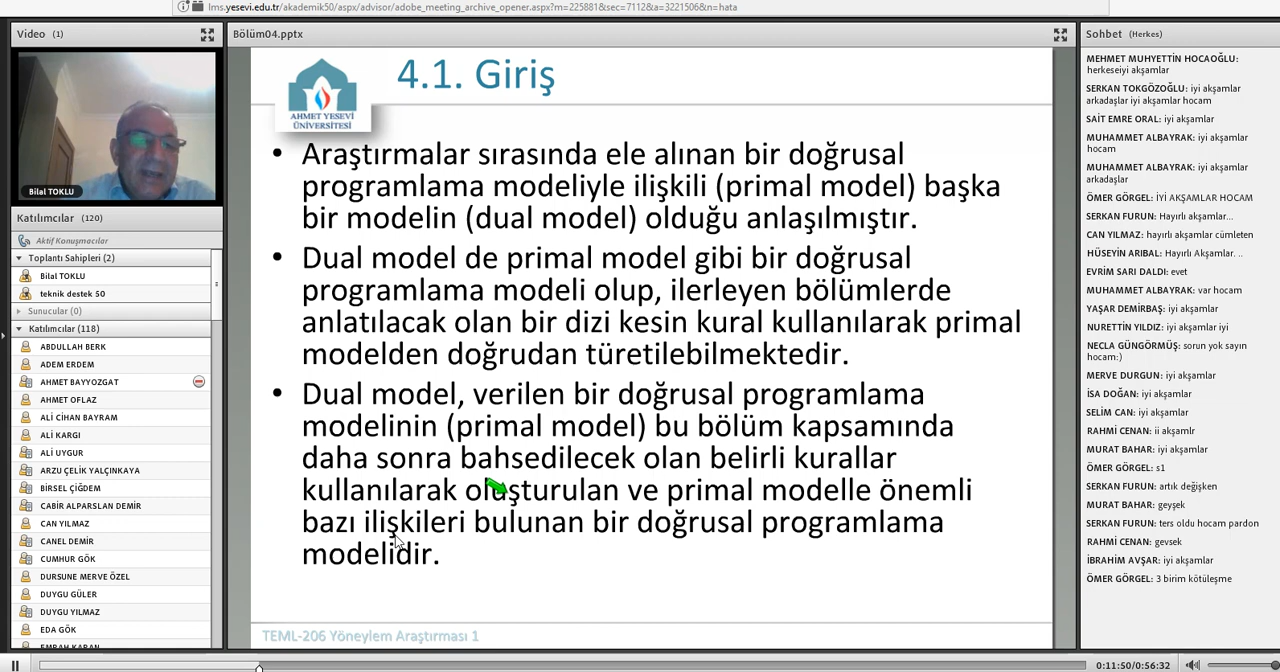 lms.yesevi.edu.tr/akademik50/aspx/advisor/adobe_meeting_archive_opener.aspx?m=225881&sec=7112&a=3221506&n=hata
Video (1)
Bilal TOKLU
Katılımcılar (120)
Aktif Konuşmacılar
Toplantı Sahipleri (2)
Bilal TOKLU
teknik destek 50
Sunucular (0)
Katılımcılar (118)
ABDULLAH BERK
ADEM ERDEM
AHMET BAYYOZGAT
AHMET OFLAZ
ALİ CİHAN BAYRAM
ALİ KARGI
ALİ UYGUR
ARZU ÇELİK YALÇINKAYA
BİRSEL ÇİĞDEM
CABİR ALPARSLAN DEMİR
CAN YILMAZ
CANEL DEMİR
CUMHUR GÖK
DURSUNE MERVE ÖZEL
DUYGU GÜLER
DUYGU YILMAZ
EDA GÖK
EMRAH KARAN
Bölüm04.pptx
AHMET YESEVİ
ÜNİVERSİTESİ
4.1. Giriş
• Araştırmalar sırasında ele alınan bir doğrusal
programlama modeliyle ilişkili (primal model) başka
bir modelin (dual model) olduğu anlaşılmıştır.
• Dual model de primal model gibi bir doğrusal
programlama modeli olup, ilerleyen bölümlerde
anlatılacak olan bir dizi kesin kural kullanılarak primal
modelden doğrudan türetilebilmektedir.
• Dual model, verilen bir doğrusal programlama
modelinin (primal model) bu bölüm kapsamında
daha sonra bahsedilecek olan belirli kurallar
kullanılarak oluşturulan ve primal modelle önemli
bazı ilişkileri bulunan bir doğrusal programlama
modelidir.
TEML-206 Yöneylem Araştırması 1
Sohbet (Herkes)
MEHMET MUHYETTİN HOCAOĞLU:
herkeseiyi akşamlar
SERKAN TOKGÖZOĞLU: iyi akşamlar
arkadaşlar iyi akşamlar hocam
SAİT EMRE ORAL: iyi akşamlar
MUHAMMET ALBAYRAK: iyi akşamlar
hocam
MUHAMMET ALBAYRAK: iyi akşamlar
arkadaşlar
ÖMER GÖRGEL: İYİ AKŞAMLAR HOCAM
SERKAN FURUN: Hayırlı akşamlar...
CAN YILMAZ: hayırlı akşamlar cümleten
HÜSEYİN ARIBAL: Hayırlı Akşamlar. ..
EVRİM SARI DALDI: evet
MUHAMMET ALBAYRAK: var hocam
YAŞAR DEMİRBAŞ: iyi akşamlar
NURETTİN YILDIZ: iyi akşamlar iyi
NECLA GÜNGÖRMÜŞ: sorun yok sayın
hocam:)
MERVE DURGUN: iyi akşamlar
İSA DOĞAN: iyi akşamlar
SELİM CAN: iyi akşamlar
RAHMİ CENAN: ii akşamlr
MURAT BAHAR: iyi akşamlar
ÖMER GÖRGEL: s1
SERKAN FURUN: artık değişken
MURAT BAHAR: geyşek
SERKAN FURUN: ters oldu hocam pardon
RAHMİ CENAN: gevsek
İBRAHİM AVŞAR: iyi akşamlar
ÖMER GÖRGEL: 3 birim kötüleşme
0:11:50/0:56:32